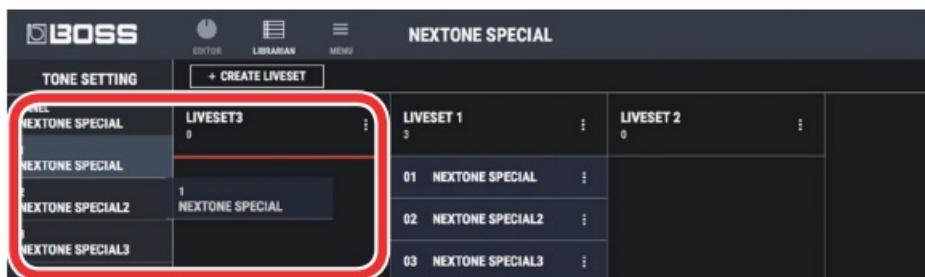 BOSS
EDITOR
LIBRARIAN
MENU
NEXTONE SPECIAL
TONE SETTING
+ CREATE LIVESET
NEXTONE SPECIAL
NEXTONE SPECIAL
NEXTONE SPECIAL2
NEXTONE SPECIAL3
LIVESET3
0
1
NEXTONE SPECIAL
LIVESET 1
3
01 NEXTONE SPECIAL
02 NEXTONE SPECIAL2
03 NEXTONE SPECIAL3
LIVESET 2
0